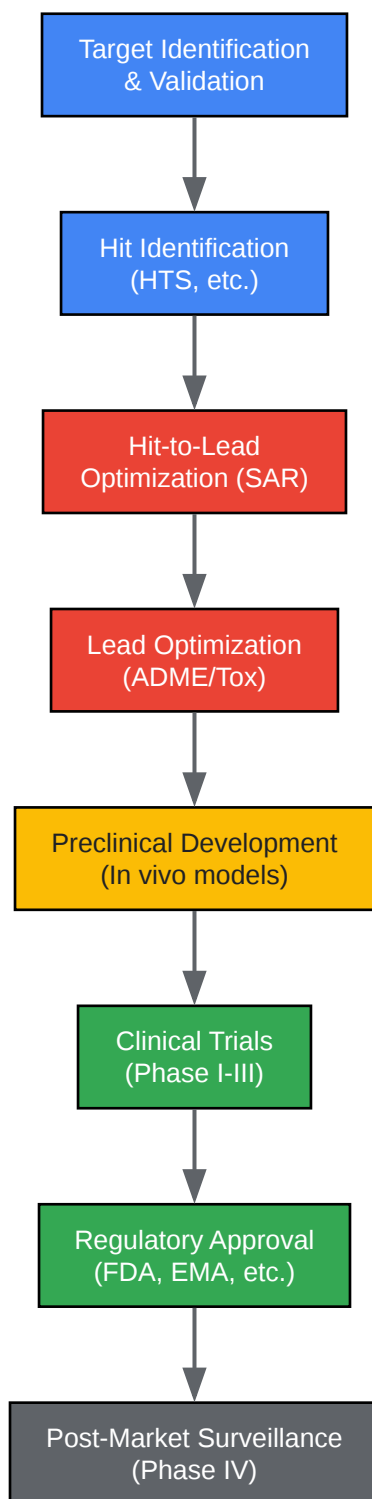 Target Identification
& Validation
Hit Identification
(HTS, etc.)
Hit-to-Lead
Optimization (SAR)
Lead Optimization
(ADME/Tox)
Preclinical Development
(In vivo models)
Clinical Trials
(Phase I-III)
Regulatory Approval
(FDA, EMA, etc.)
Post-Market Surveillance
(Phase IV)